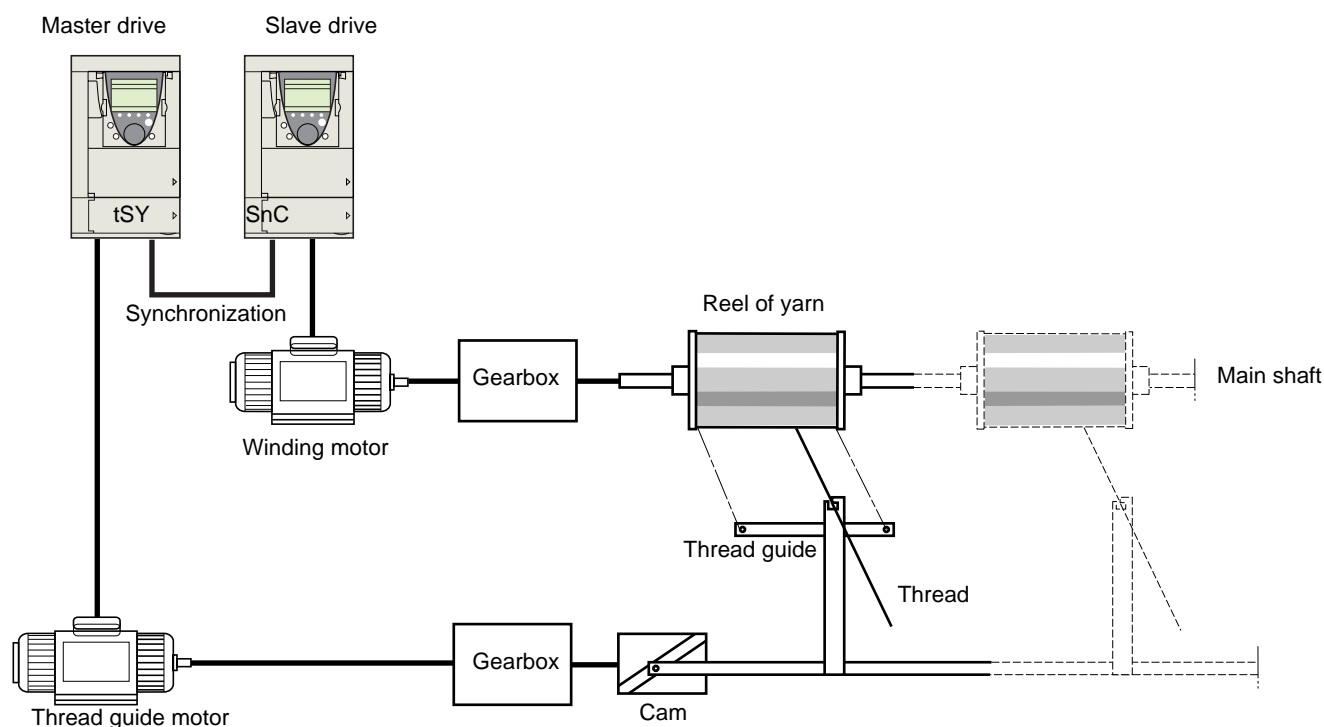 Master drive
Slave drive
tSY
SnC
Synchronization
Reel of yarn
Gearbox
Main shaft
Winding motor
Thread guide
Thread
Gearbox
Cam
Thread guide motor